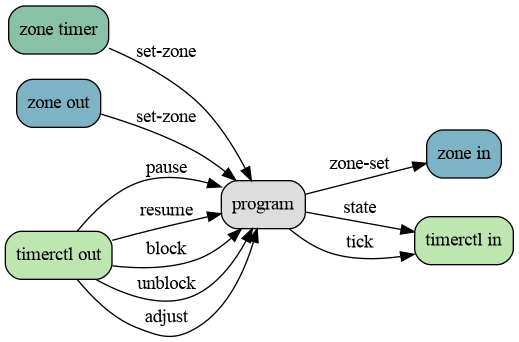 zone timer
set-zone
zone out
set-zone
pause
zone-set
zone in
resume
program
state
block
timerctl out
timerctl in
tick
unblock
adjust